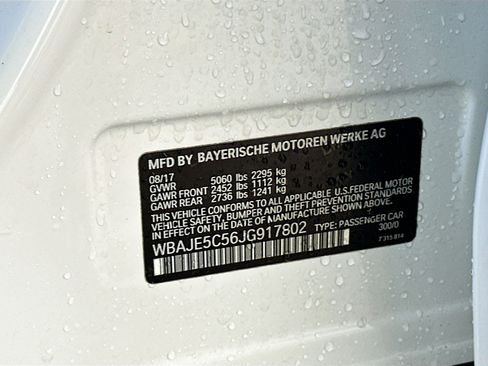 MFD BY BAYERISCHE MOTOREN WERKE AG
08/17
GVWR 5060 lbs 2295 kg
GAWR FRONT 2452 lbs 1112 kg
GAWR REAR 2736 lbs 1241 kg
THIS VEHICLE CONFORMS TO ALL APPLICABLE U.S. FEDERAL MOTOR
VEHICLE SAFETY, BUMPER, AND THEFT PREVENTION STANDARDS IN
EFFECT ON THE DATE OF MANUFACTURE SHOWN ABOVE
WBAJE5C56JG917802 TYPE: PASSENGER CAR
300/0
7 315 814